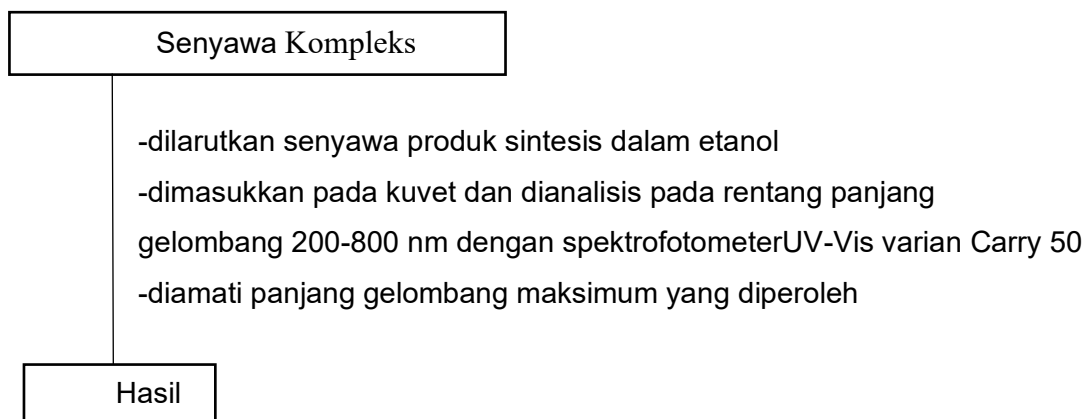 Senyawa Kompleks
-dilarutkan senyawa produk sintesis dalam etanol
-dimasukkan pada kuvet dan dianalisis pada rentang panjang
gelombang 200-800 nm dengan spektrofotometerUV-Vis varian Carry 50
-diamati panjang gelombang maksimum yang diperoleh
Hasil